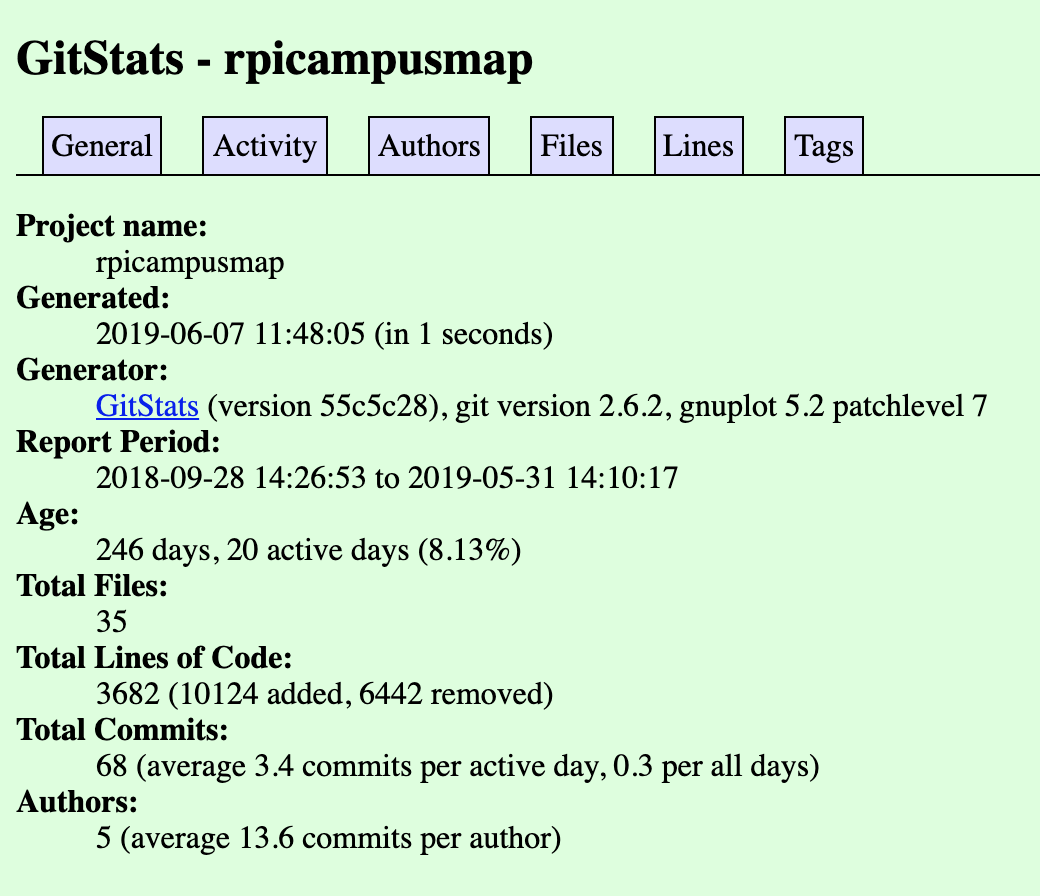 GitStats - rpicampusmap
General Activity Authors Files Lines Tags
Project name:
rpicampusmap
Generated:
2019-06-07 11:48:05 (in 1 seconds)
Generator:
GitStats (version 55c5c28), git version 2.6.2, gnuplot 5.2 patchlevel 7
Report Period:
2018-09-28 14:26:53 to 2019-05-31 14:10:17
Age:
246 days, 20 active days (8.13%)
Total Files:
35
Total Lines of Code:
3682 (10124 added, 6442 removed)
Total Commits:
68 (average 3.4 commits per active day, 0.3 per all days)
Authors:
5 (average 13.6 commits per author)